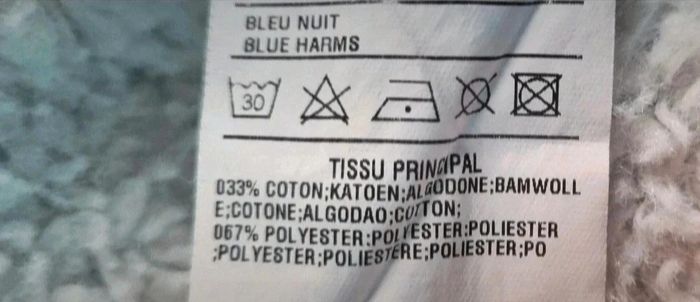 BLEU NUIT
BLUE HARMS
30
TISSU PRINCIPAL
033% COTON;KATOEN;ALGODONE;BAMWOLL
E;COTONE;ALGODAO;COTTON;
067% POLYESTER:POLYESTER:POLIESTER
;POLYESTER;POLIESTERE;POLIESTER;PO